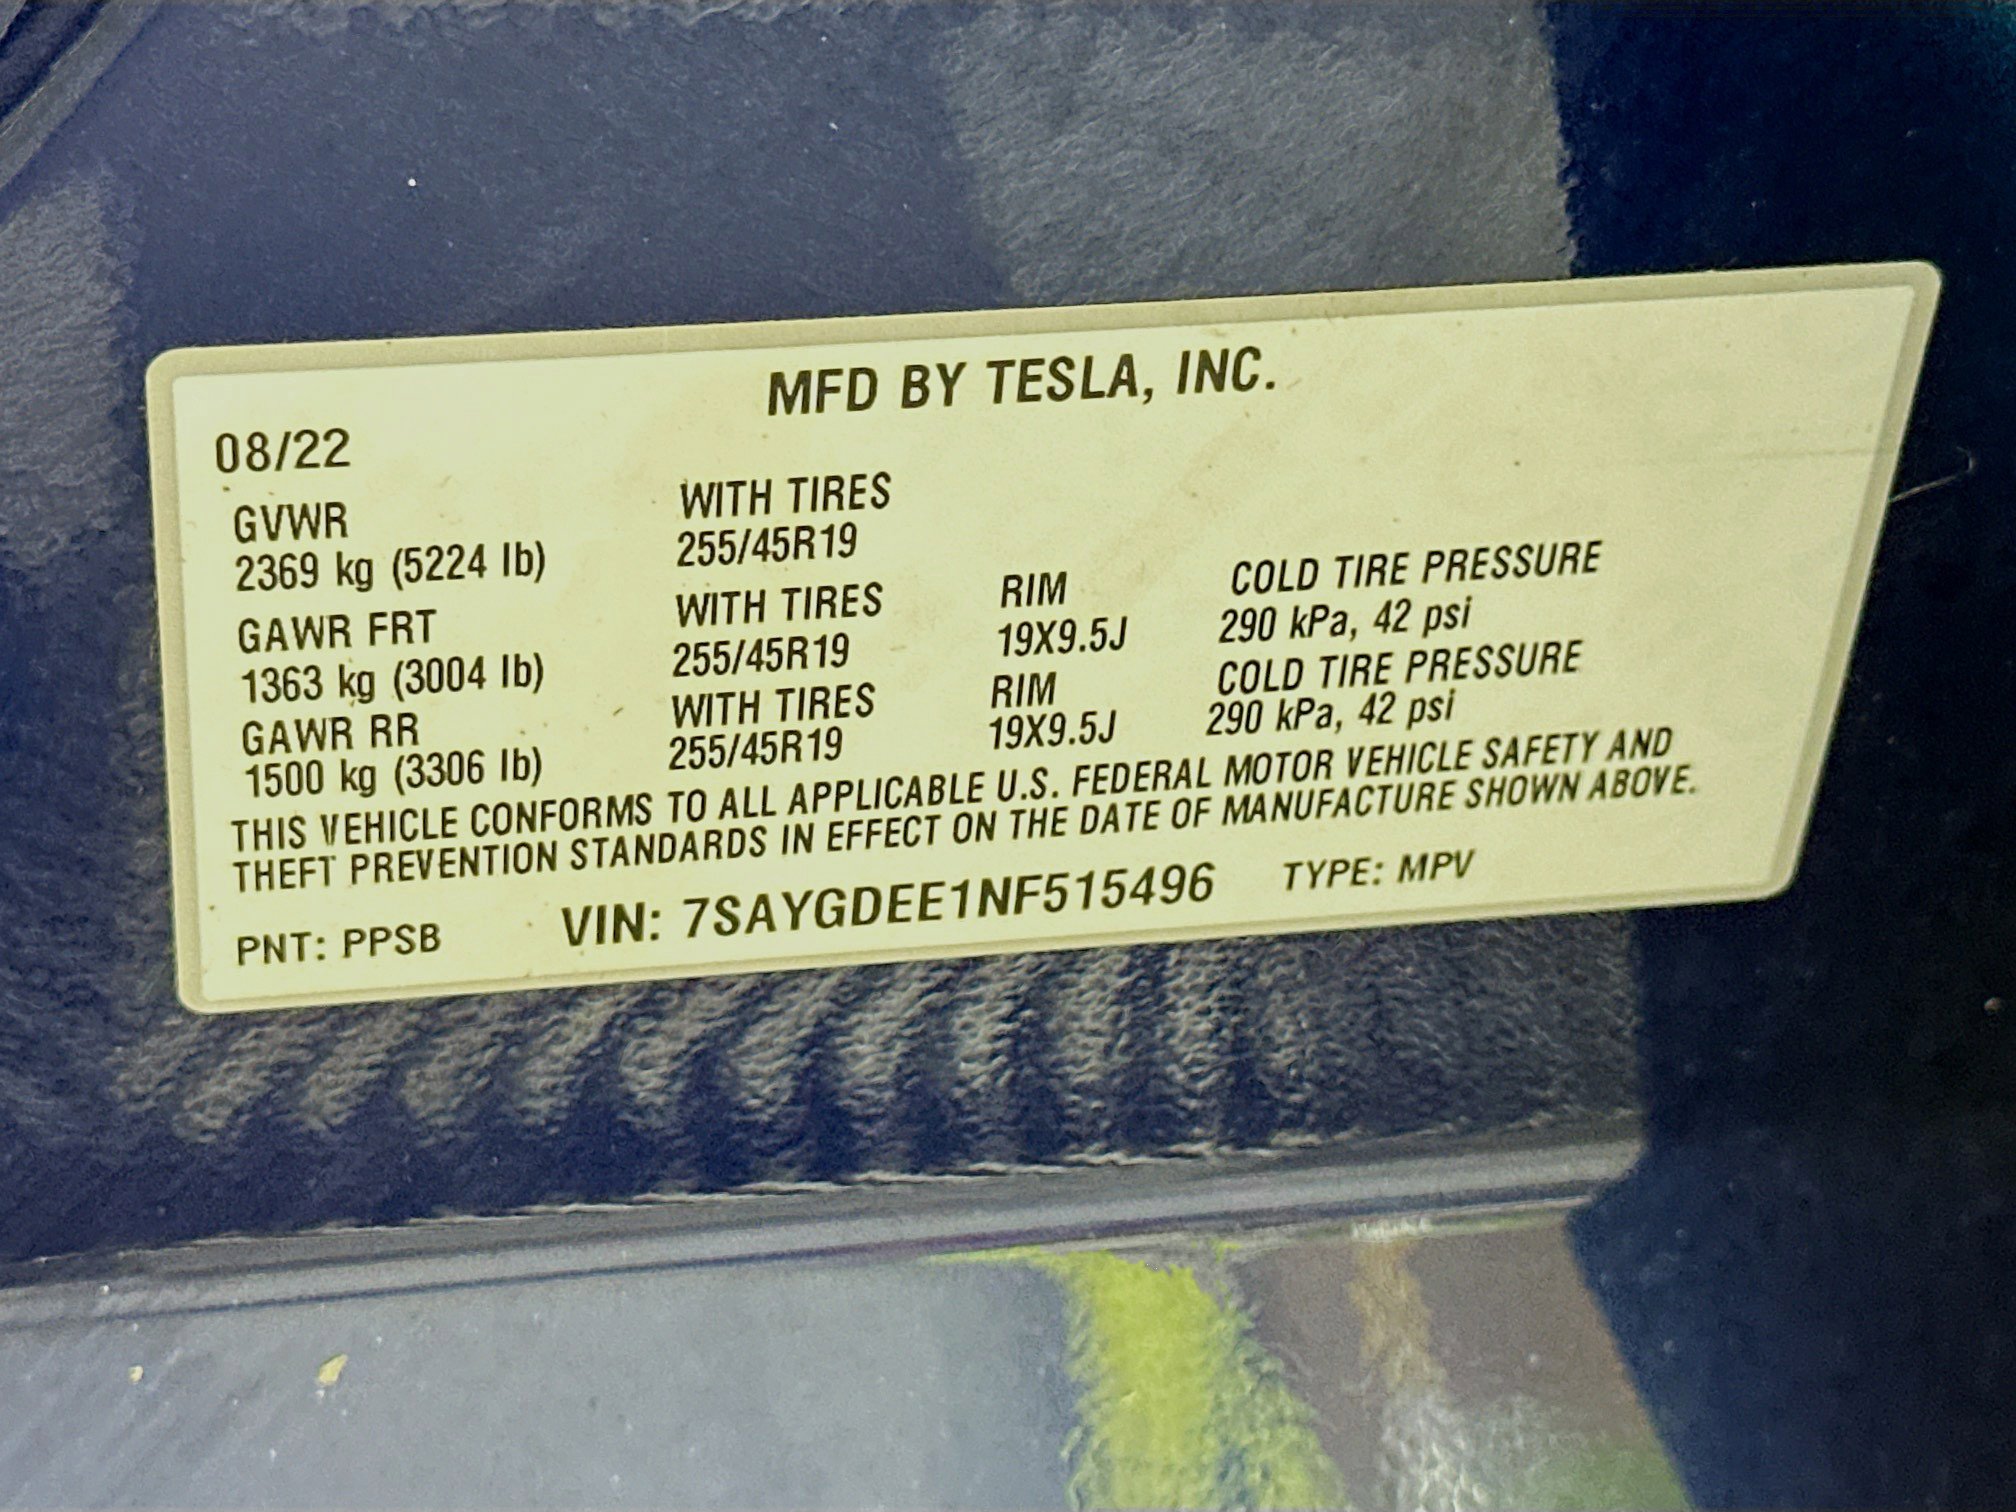 MFD BY TESLA, INC.
08/22
GVWR WITH TIRES
2369 kg (5224 lb) 255/45R19
GAWR FRT WITH TIRES RIM COLD TIRE PRESSURE
1363 kg (3004 lb) 255/45R19 19X9.5J 290 kPa, 42 psi
GAWR RR WITH TIRES RIM COLD TIRE PRESSURE
1500 kg (3306 lb) 255/45R19 19X9.5J 290 kPa, 42 psi
THIS VEHICLE CONFORMS TO ALL APPLICABLE U.S. FEDERAL MOTOR VEHICLE SAFETY AND
THEFT PREVENTION STANDARDS IN EFFECT ON THE DATE OF MANUFACTURE SHOWN ABOVE.
PNT: PPSB VIN: 7SAYGDEE1NF515496 TYPE: MPV